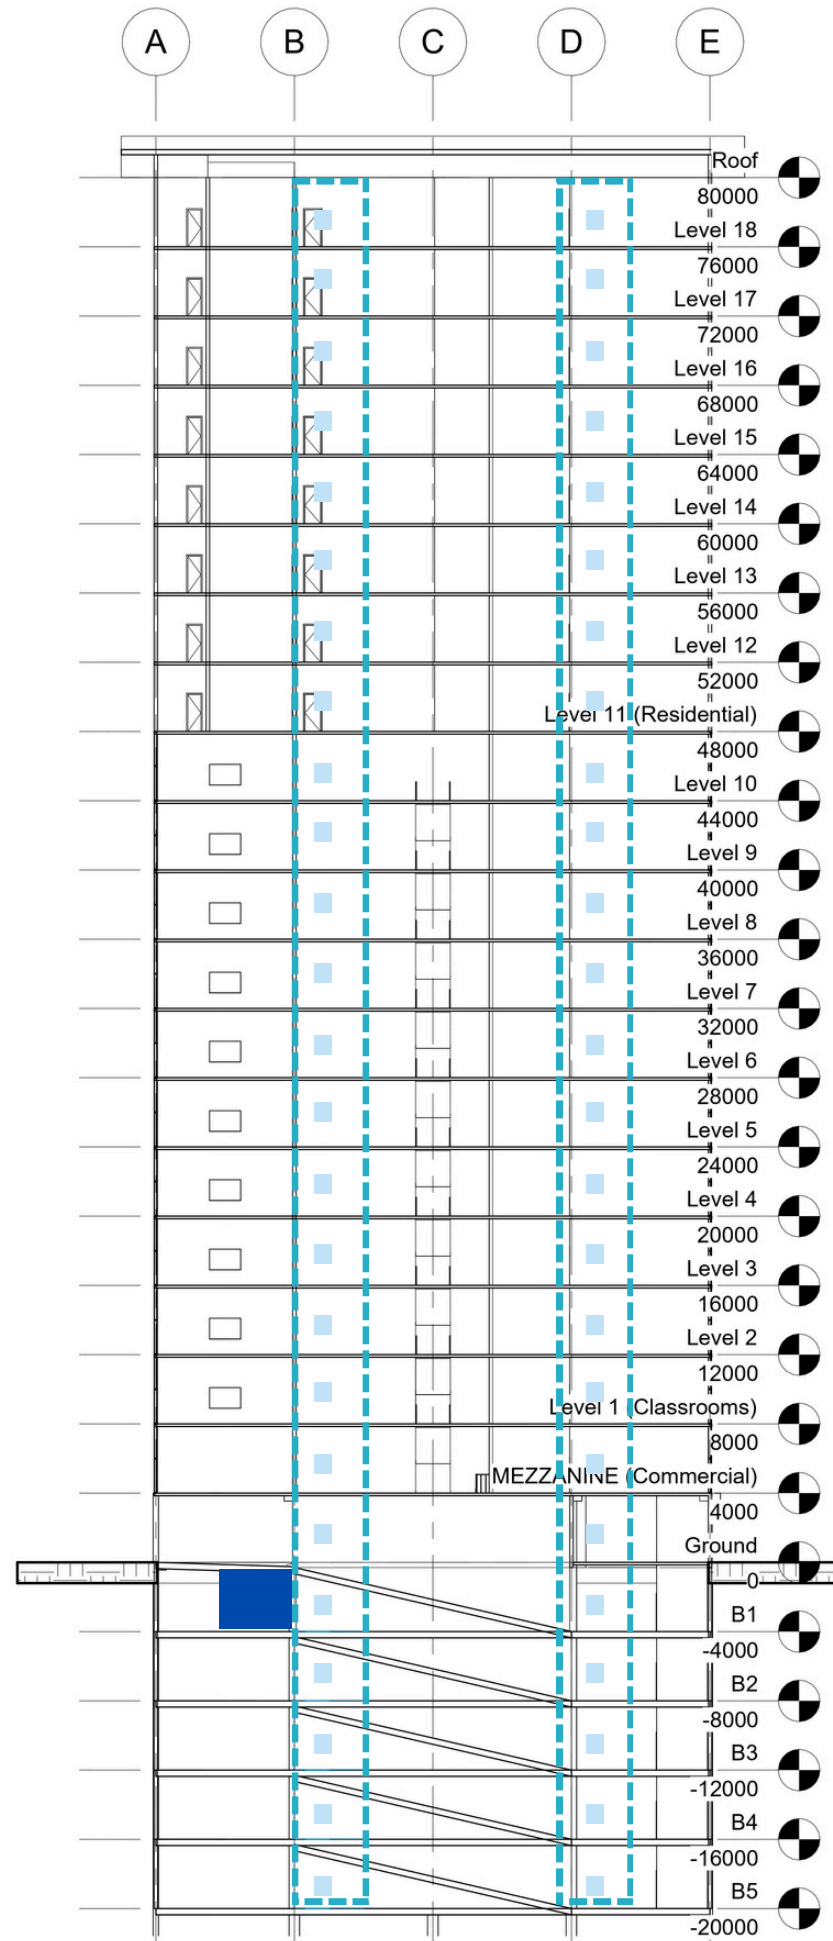 A B C D E
Roof
80000
Level 18
76000
Level 17
72000
Level 16
68000
Level 15
64000
Level 14
60000
Level 13
56000
Level 12
52000
Level 11 (Residential)
48000
Level 10
44000
Level 9
40000
Level 8
36000
Level 7
32000
Level 6
28000
Level 5
24000
Level 4
20000
Level 3
16000
Level 2
12000
Level 1 (Classrooms)
8000
MEZZANINE (Commercial)
4000
Ground
0
B1
-4000
B2
-8000
B3
-12000
B4
-16000
B5
-20000